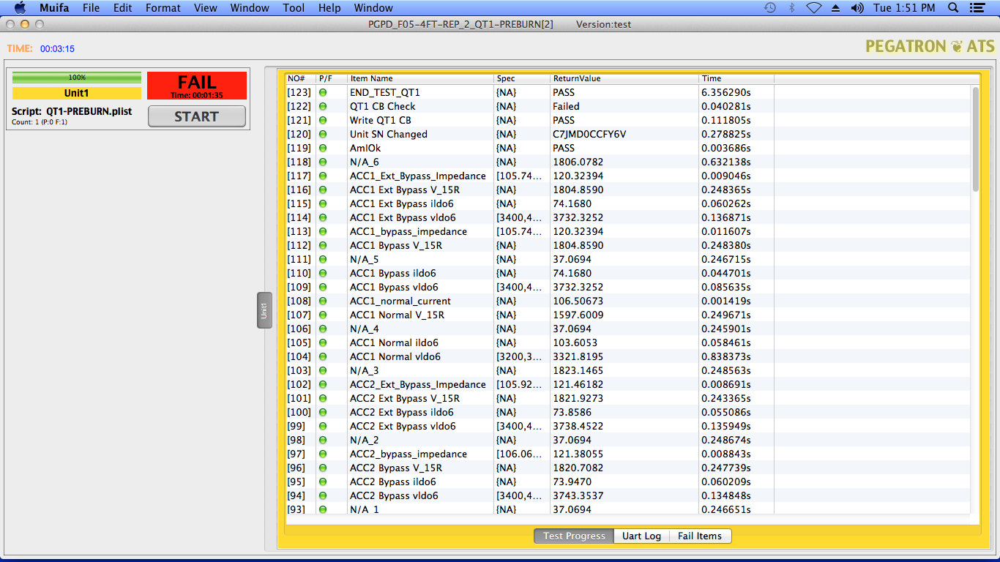 Muifa File Edit Format View Window Tool Help Window Tue 1:51 PM
PGPD_F05-4FT-REP_2_QT1-PREBURN[2] Version:test
TIME: 00:03:15
PEGATRON ATS
100%
Unit1
FAIL
Time: 00:01:35
Script: QT1-PREBURN.plist
Count: 1 (P:0 F:1)
START
Unit1
NO# P/F Item Name Spec ReturnValue Time
[123] END_TEST_QT1 {NA} PASS 6.356290s
[122] QT1 CB Check {NA} Failed 0.040281s
[121] Write QT1 CB {NA} PASS 0.111805s
[120] Unit SN Changed {NA} C7JMD0CCFY6V 0.278825s
[119] AmIOk {NA} PASS 0.003686s
[118] N/A_6 {NA} 1806.0782 0.632138s
[117] ACC1_Ext_Bypass_Impedance [105.74... 120.32394 0.009046s
[116] ACC1 Ext Bypass V_15R {NA} 1804.8590 0.248365s
[115] ACC1 Ext Bypass ildo6 {NA} 74.1680 0.060262s
[114] ACC1 Ext Bypass vldo6 [3400,4... 3732.3252 0.136871s
[113] ACC1_bypass_impedance [105.74... 120.32394 0.011607s
[112] ACC1 Bypass V_15R {NA} 1804.8590 0.248380s
[111] N/A_5 {NA} 37.0694 0.246715s
[110] ACC1 Bypass ildo6 {NA} 74.1680 0.044701s
[109] ACC1 Bypass vldo6 [3400,4... 3732.3252 0.085635s
[108] ACC1_normal_current {NA} 106.50673 0.001419s
[107] ACC1 Normal V_15R {NA} 1597.6009 0.249671s
[106] N/A_4 {NA} 37.0694 0.245901s
[105] ACC1 Normal ildo6 {NA} 103.6053 0.058461s
[104] ACC1 Normal vldo6 [3200,3... 3321.8195 0.838373s
[103] N/A_3 {NA} 1823.1465 0.248563s
[102] ACC2_Ext_Bypass_Impedance [105.92... 121.46182 0.008691s
[101] ACC2 Ext Bypass V_15R {NA} 1821.9273 0.243365s
[100] ACC2 Ext Bypass ildo6 {NA} 73.8586 0.055086s
[99] ACC2 Ext Bypass vldo6 [3400,4... 3738.4522 0.135949s
[98] N/A_2 {NA} 37.0694 0.248674s
[97] ACC2_bypass_impedance [106.06... 121.38055 0.008843s
[96] ACC2 Bypass V_15R {NA} 1820.7082 0.247739s
[95] ACC2 Bypass ildo6 {NA} 73.9470 0.060209s
[94] ACC2 Bypass vldo6 [3400,4... 3743.3537 0.134848s
[93] N/A_1 {NA} 37.0694 0.246651s
Test Progress Uart Log Fail Items